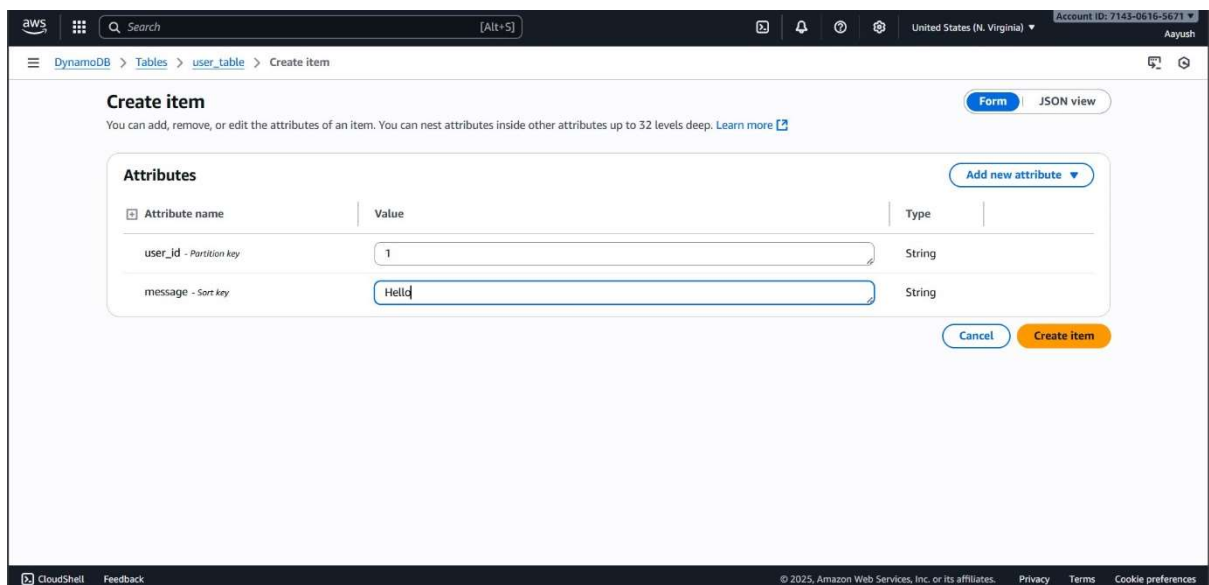 aws Search [Alt+S] United States (N. Virginia) Account ID: 7143-0616-5671
Aayush
DynamoDB > Tables > user_table > Create item
Create item
Form JSON view
You can add, remove, or edit the attributes of an item. You can nest attributes inside other attributes up to 32 levels deep. Learn more
Attributes
Add new attribute
Attribute name Value Type
user_id - Partition key 1 String
message - Sort key Hello String
Cancel Create item
CloudShell Feedback © 2025, Amazon Web Services, Inc. or its affiliates. Privacy Terms Cookie preferences